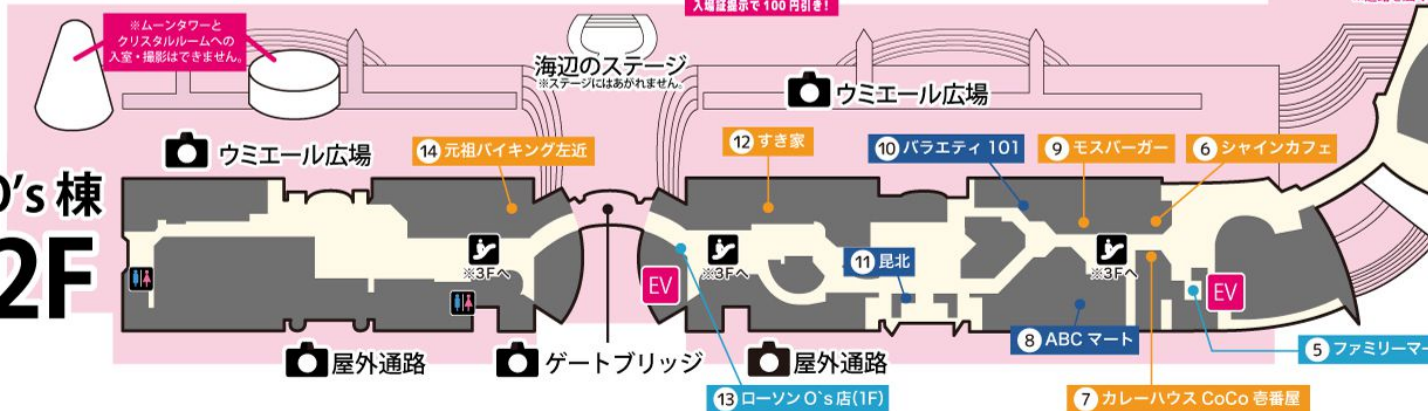 入場証提示で100円引き!
※ムーンタワーと
クリスタルルームへの
入室・撮影はできません。
海辺のステージ
※ステージにはあがれません。
ウミエール広場
ウミエール広場
14 元祖バイキング左近
12 すき家
10 バラエティ 101
9 モスバーガー
6 シャインカフェ
O's 棟
2F
※3Fへ
EV
※3Fへ
11 昆北
※3Fへ
EV
8 ABC マート
5 ファミリーマー
屋外通路
ゲートブリッジ
屋外通路
13 ローソン O`s 店(1F)
7 カレーハウス CoCo 壱番屋